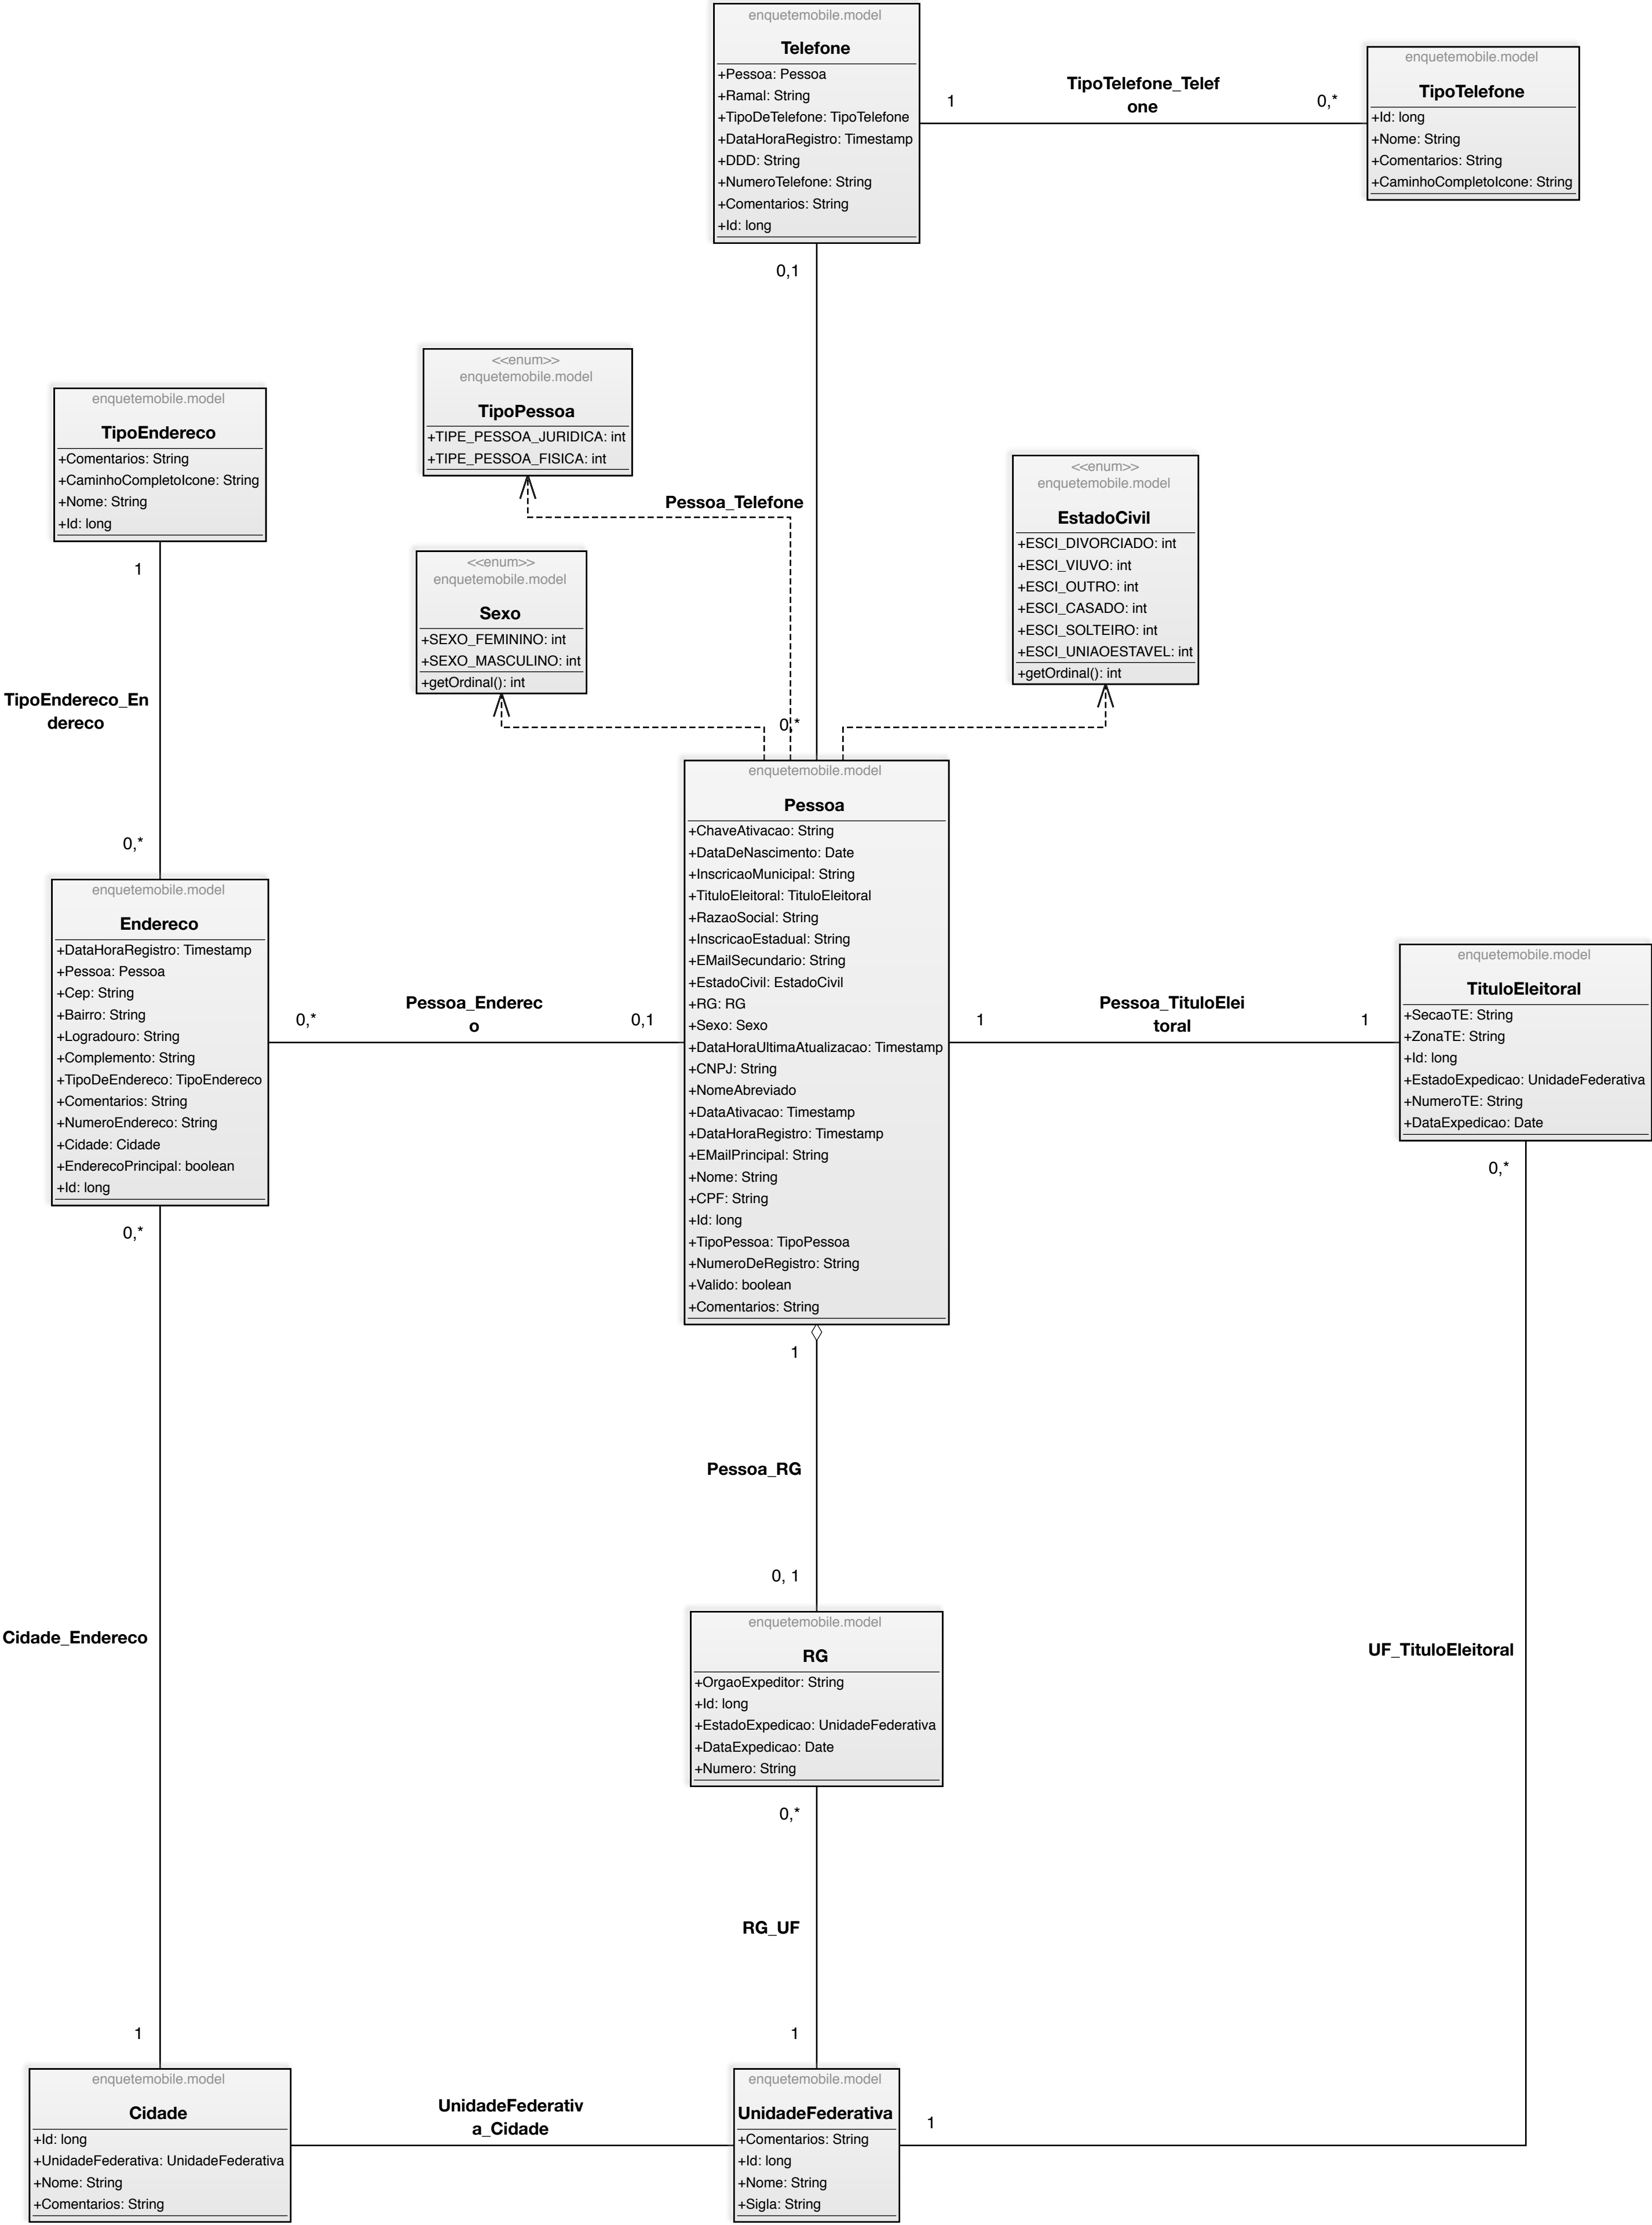 enquetemobile.model
Telefone
+Pessoa: Pessoa
+Ramal: String
+TipoDeTelefone: TipoTelefone
+DataHoraRegistro: Timestamp
+DDD: String
+NumeroTelefone: String
+Comentarios: String
+Id: long
1
TipoTelefone_Telef
one
0,*
enquetemobile.model
TipoTelefone
+Id: long
+Nome: String
+Comentarios: String
+CaminhoCompletoIcone: String
0,1
Pessoa_Telefone
0,*
<<enum>>
enquetemobile.model
TipoPessoa
+TIPE_PESSOA_JURIDICA: int
+TIPE_PESSOA_FISICA: int
enquetemobile.model
TipoEndereco
+Comentarios: String
+CaminhoCompletoIcone: String
+Nome: String
+Id: long
<<enum>>
enquetemobile.model
EstadoCivil
+ESCI_DIVORCIADO: int
+ESCI_VIUVO: int
+ESCI_OUTRO: int
+ESCI_CASADO: int
+ESCI_SOLTEIRO: int
+ESCI_UNIAOESTAVEL: int
+getOrdinal(): int
<<enum>>
enquetemobile.model
Sexo
+SEXO_FEMININO: int
+SEXO_MASCULINO: int
+getOrdinal(): int
1
TipoEndereco_En
dereco
0,*
enquetemobile.model
Endereco
+DataHoraRegistro: Timestamp
+Pessoa: Pessoa
+Cep: String
+Bairro: String
+Logradouro: String
+Complemento: String
+TipoDeEndereco: TipoEndereco
+Comentarios: String
+NumeroEndereco: String
+Cidade: Cidade
+EnderecoPrincipal: boolean
+Id: long
0,*
Pessoa_Enderec
o
0,1
enquetemobile.model
Pessoa
+ChaveAtivacao: String
+DataDeNascimento: Date
+InscricaoMunicipal: String
+TituloEleitoral: TituloEleitoral
+RazaoSocial: String
+InscricaoEstadual: String
+EMailSecundario: String
+EstadoCivil: EstadoCivil
+RG: RG
+Sexo: Sexo
+DataHoraUltimaAtualizacao: Timestamp
+CNPJ: String
+NomeAbreviado
+DataAtivacao: Timestamp
+DataHoraRegistro: Timestamp
+EMailPrincipal: String
+Nome: String
+CPF: String
+Id: long
+TipoPessoa: TipoPessoa
+NumeroDeRegistro: String
+Valido: boolean
+Comentarios: String
1
Pessoa_TituloElei
toral
1
enquetemobile.model
TituloEleitoral
+SecaoTE: String
+ZonaTE: String
+Id: long
+EstadoExpedicao: UnidadeFederativa
+NumeroTE: String
+DataExpedicao: Date
0,*
UF_TituloEleitoral
1
1
Pessoa_RG
0, 1
enquetemobile.model
RG
+OrgaoExpeditor: String
+Id: long
+EstadoExpedicao: UnidadeFederativa
+DataExpedicao: Date
+Numero: String
0,*
RG_UF
1
0,*
Cidade_Endereco
1
enquetemobile.model
Cidade
+Id: long
+UnidadeFederativa: UnidadeFederativa
+Nome: String
+Comentarios: String
UnidadeFederativ
a_Cidade
enquetemobile.model
UnidadeFederativa
+Comentarios: String
+Id: long
+Nome: String
+Sigla: String